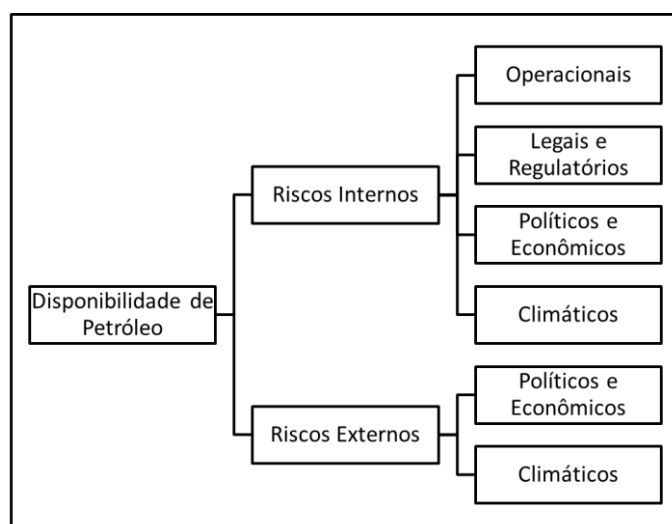 Operacionais
Legais e
Regulatórios
Riscos Internos
Políticos e
Econômicos
Disponibilidade de
Petróleo
Climáticos
Políticos e
Econômicos
Riscos Externos
Climáticos